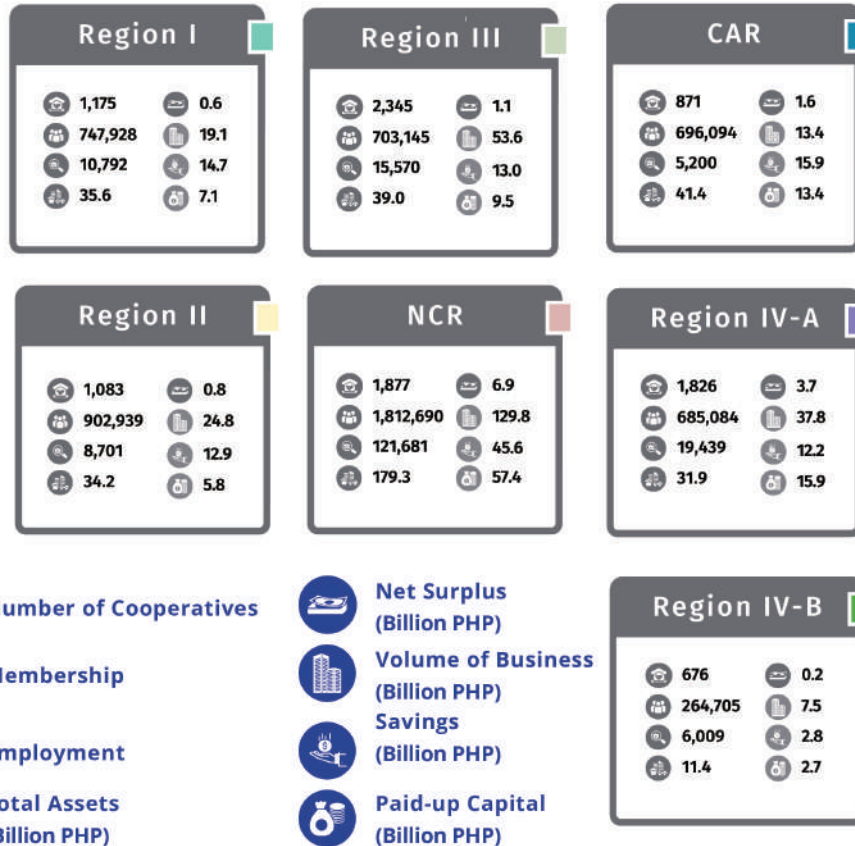 Region I
1,175 0.6
747,928 19.1
10,792 14.7
35.6 7.1
Region III
2,345 1.1
703,145 53.6
15,570 13.0
39.0 9.5
CAR
871 1.6
696,094 13.4
5,200 15.9
41.4 13.4
Region II
1,083 0.8
902,939 24.8
8,701 12.9
34.2 5.8
NCR
1,877 6.9
1,812,690 129.8
121,681 45.6
179.3 57.4
Region IV-A
1,826 3.7
685,084 37.8
19,439 12.2
31.9 15.9
umber of Cooperatives
embership
mployment
otal Assets
illion PHP)
Net Surplus
(Billion PHP)
Volume of Business
(Billion PHP)
Savings
(Billion PHP)
Paid-up Capital
(Billion PHP)
Region IV-B
676 0.2
264,705 7.5
6,009 2.8
11.4 2.7